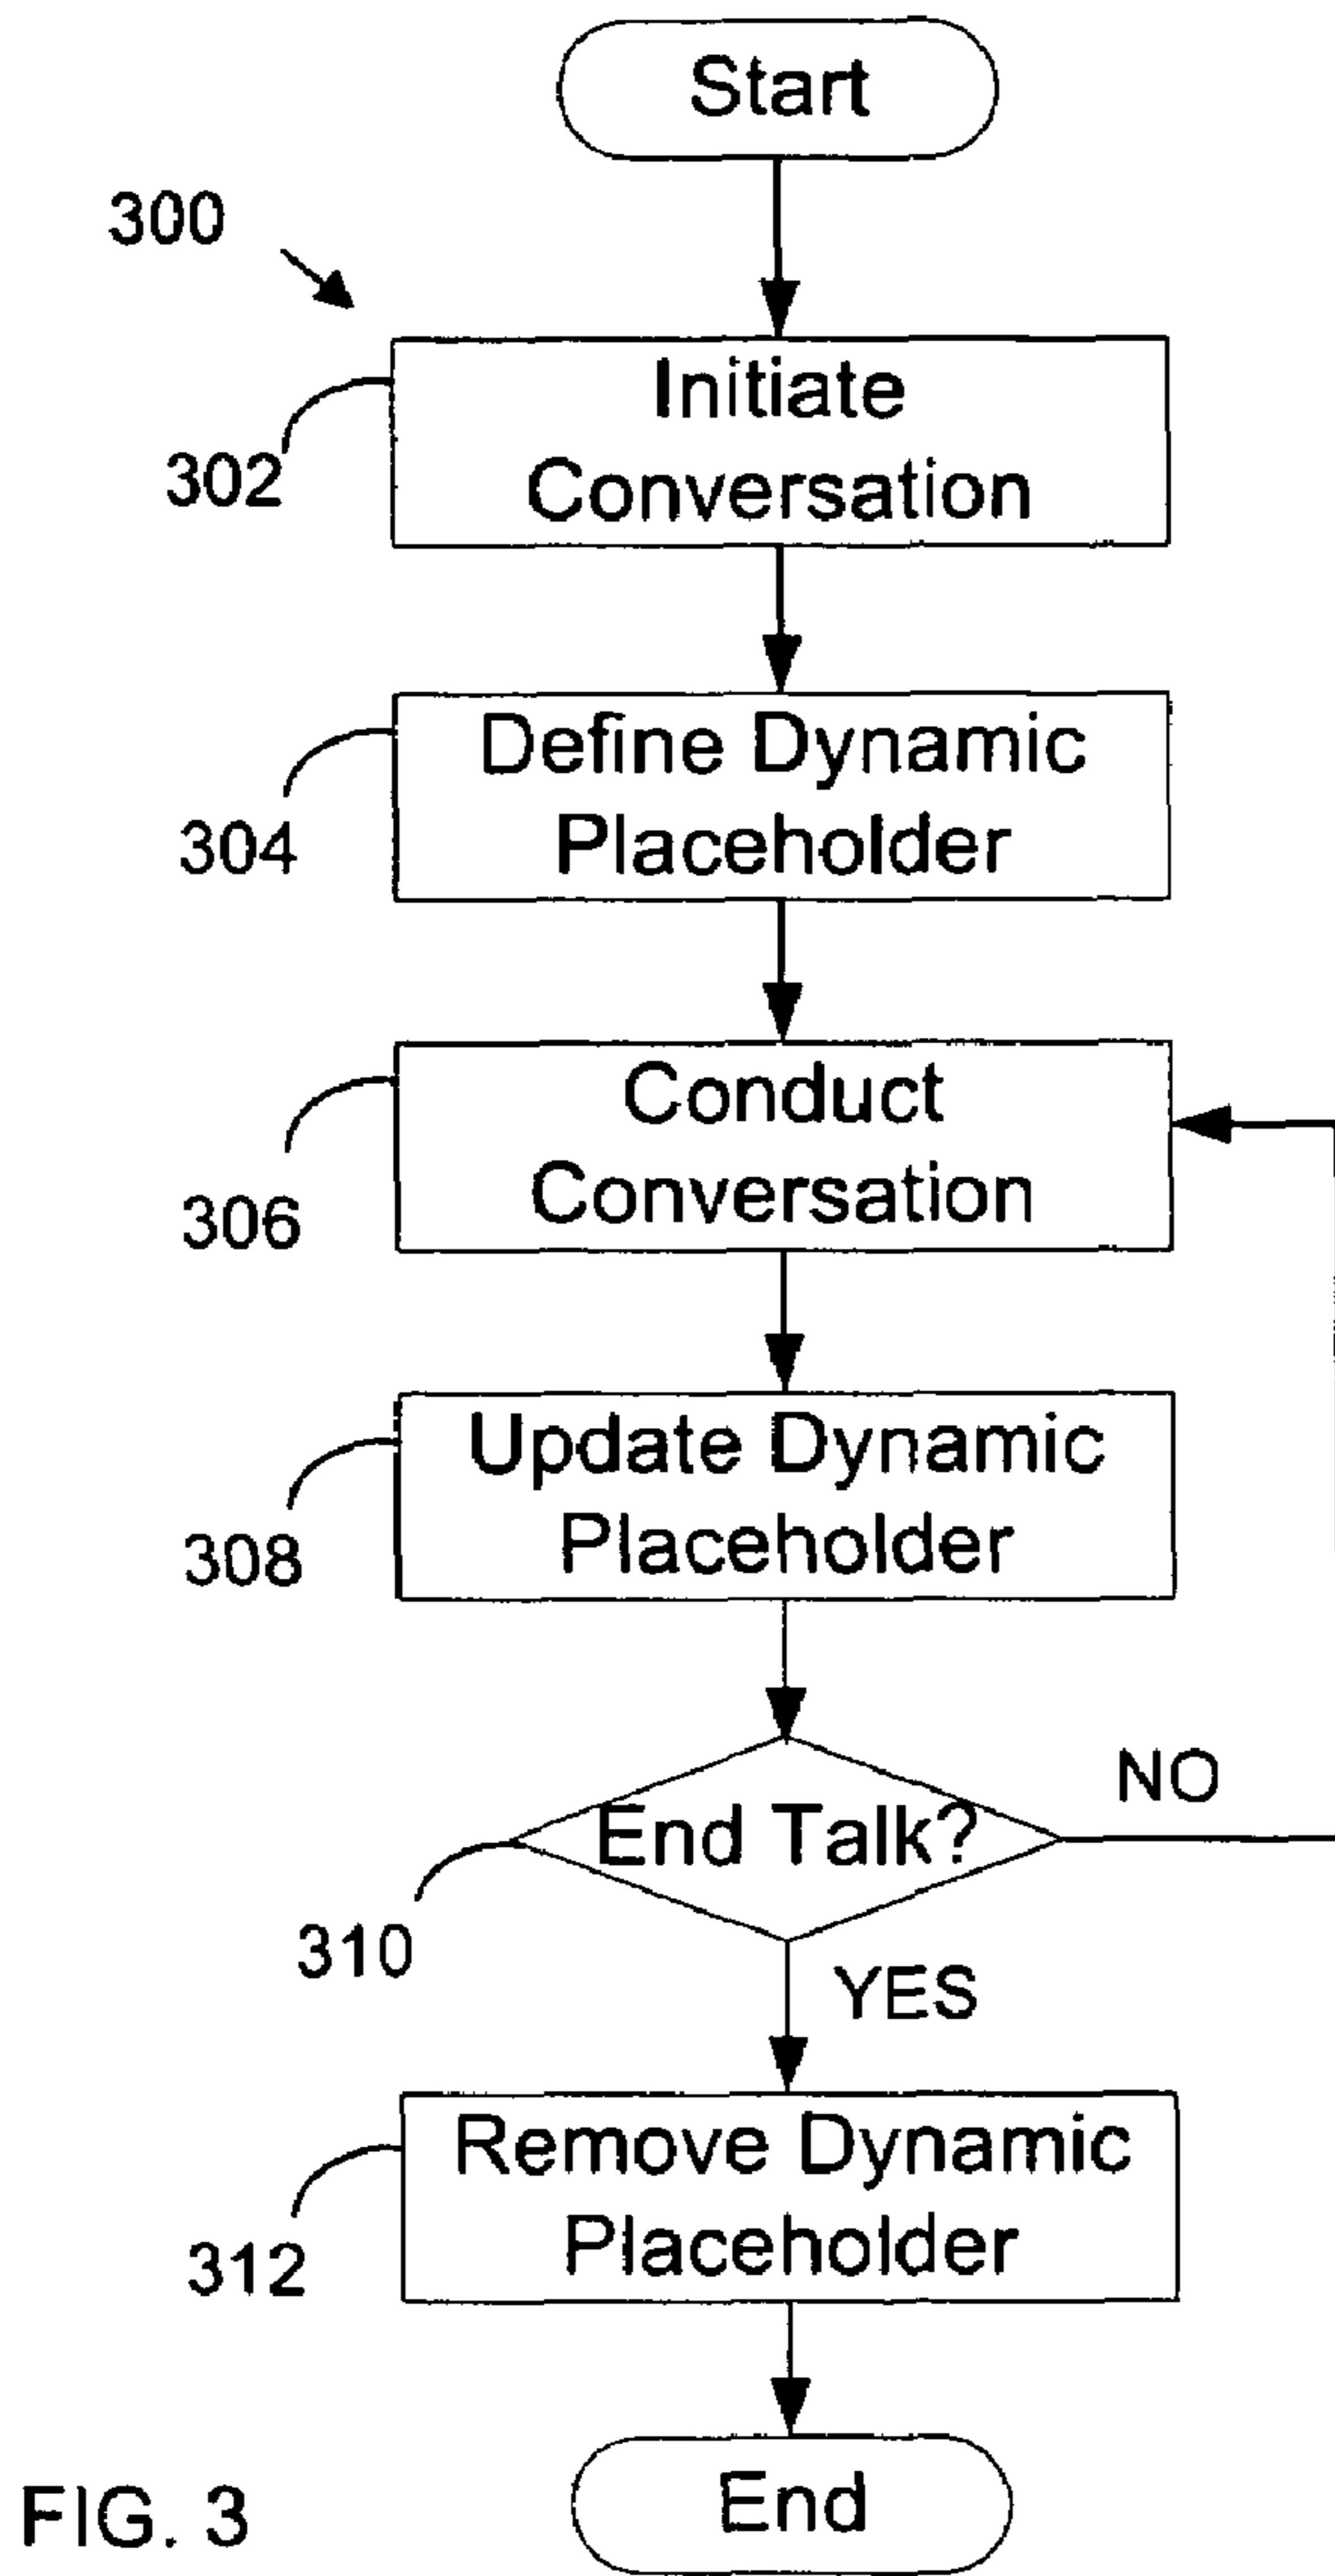 Start
300
Initiate
Conversation
302
Define Dynamic
Placeholder
304
Conduct
Conversation
306
Update Dynamic
Placeholder
308
End Talk?
NO
310
YES
Remove Dynamic
Placeholder
312
End
FIG. 3